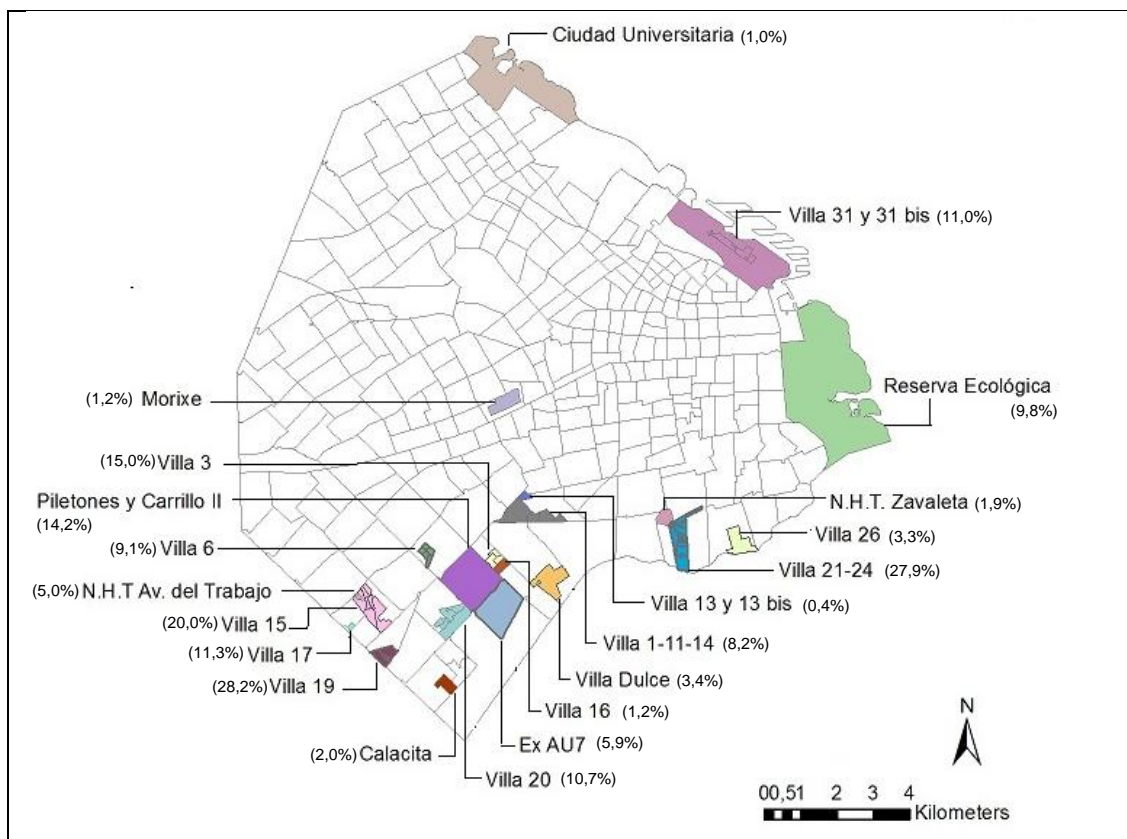 Ciudad Universitaria (1,0%)
Villa 31 y 31 bis (11,0%)
Reserva Ecológica
(9,8%)
(1,2%) Morixe
(15,0%) Villa 3
Piletones y Carrillo II
(14,2%)
(9,1%) Villa 6
(5,0%) N.H.T Av. del Trabajo
(20,0%) Villa 15
(11,3%) Villa 17
(28,2%) Villa 19
(2,0%) Calacita
N.H.T. Zavaleta (1,9%)
Villa 26 (3,3%)
Villa 21-24 (27,9%)
Villa 13 y 13 bis (0,4%)
Villa 1-11-14 (8,2%)
Villa Dulce (3,4%)
Villa 16 (1,2%)
Ex AU7 (5,9%)
Villa 20 (10,7%)
N
00,51 2 3 4
Kilometers